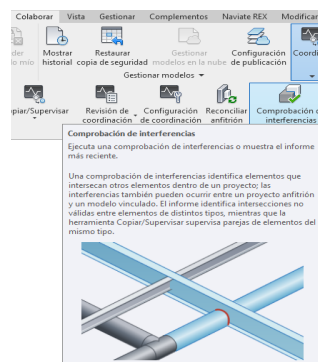 Colaborar Vista Gestionar Complementos Naviate REX Modificar
Mostrar Restaurar Gestionar Configuración
historial copia de seguridad modelos en la nube de publicación
Gestionar modelos
Revisión de Configuración Reconciliar Comprobación
coordinación de coordinación anfitrión interferencias
Comprobación de interferencias
Ejecuta una comprobación de interferencias o muestra el informe
más reciente.
Una comprobación de interferencias identifica elementos que
intersecan otros elementos dentro de un proyecto; las
interferencias también pueden ocurrir entre un proyecto anfitrión
y un modelo vinculado. El informe identifica intersecciones no
válidas entre elementos de distintos tipos, mientras que la
herramienta Copiar/Supervisar supervisa parejas de elementos del
mismo tipo.